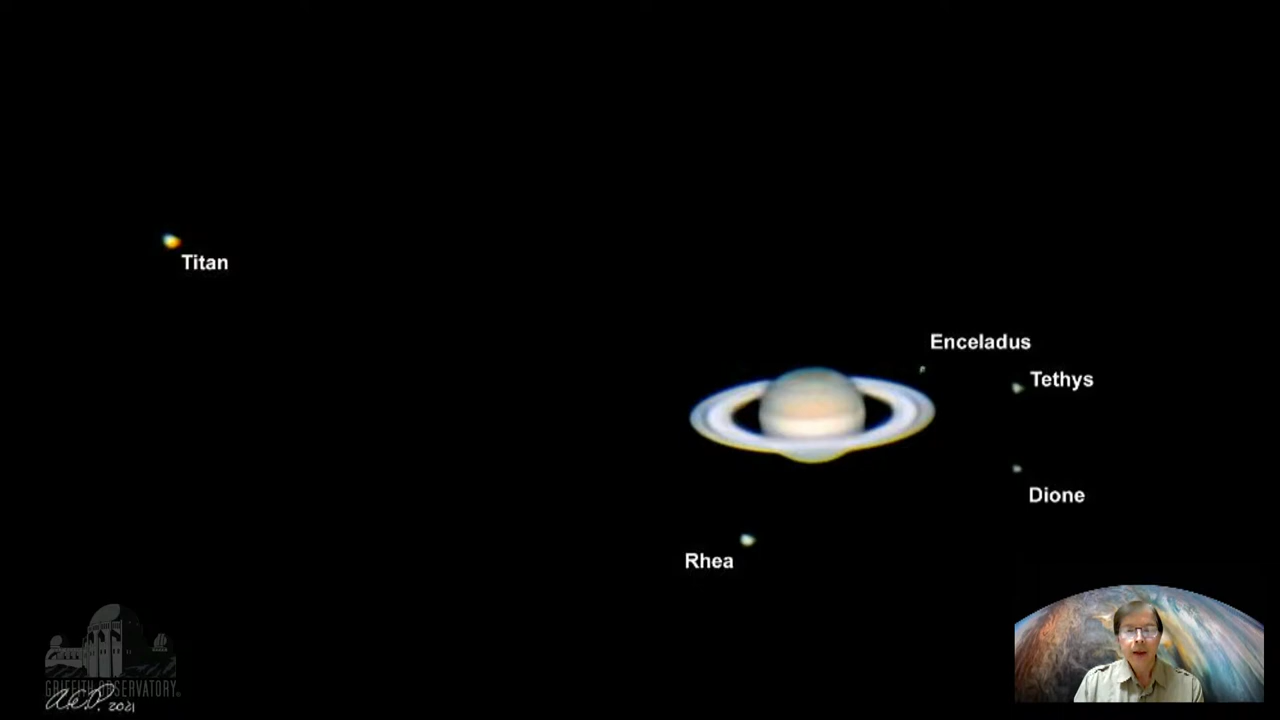 Titan
Enceladus
Tethys
Dione
Rhea
GRIFFITH OBSERVATORY
2021